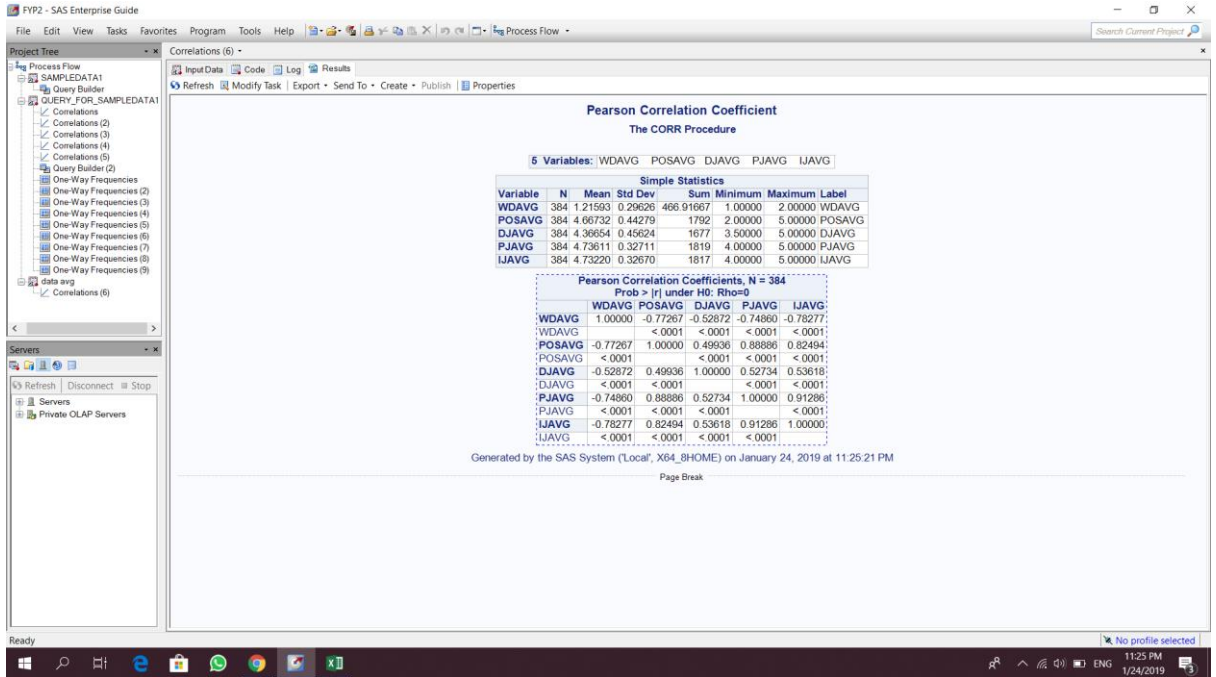 FYP2 - SAS Enterprise Guide
File Edit View Tasks Favorites Program Tools Help Process Flow
Search Current Project
Project Tree
Process Flow
SAMPLEDATA1
Query Builder
QUERY_FOR_SAMPLEDATA1
Correlations
Correlations (2)
Correlations (3)
Correlations (4)
Correlations (5)
Query Builder (2)
One-Way Frequencies
One-Way Frequencies (2)
One-Way Frequencies (3)
One-Way Frequencies (4)
One-Way Frequencies (5)
One-Way Frequencies (6)
One-Way Frequencies (7)
One-Way Frequencies (8)
One-Way Frequencies (9)
data avg
Correlations (6)
Servers
Refresh Disconnect Stop
Servers
Private OLAP Servers
Correlations (6)
Input Data Code Log Results
Refresh Modify Task Export Send To Create Publish Properties
Pearson Correlation Coefficient
The CORR Procedure
5 Variables: WDAVG POSAVG DJAVG PJAVG IJAVG
Simple Statistics
Variable N Mean Std Dev Sum Minimum Maximum Label
WDAVG 384 1.21593 0.29626 466.91667 1.00000 2.00000 WDAVG
POSAVG 384 4.66732 0.44279 1792 2.00000 5.00000 POSAVG
DJAVG 384 4.36654 0.45624 1677 3.50000 5.00000 DJAVG
PJAVG 384 4.73611 0.32711 1819 4.00000 5.00000 PJAVG
IJAVG 384 4.73220 0.32670 1817 4.00000 5.00000 IJAVG
Pearson Correlation Coefficients, N = 384
Prob > |r| under H0: Rho=0
WDAVG POSAVG DJAVG PJAVG IJAVG
WDAVG 1.00000 -0.77267 -0.52872 -0.74860 -0.78277
WDAVG <.0001 <.0001 <.0001 <.0001
POSAVG -0.77267 1.00000 0.49936 0.88886 0.82494
POSAVG <.0001 <.0001 <.0001 <.0001
DJAVG -0.52872 0.49936 1.00000 0.52734 0.53618
DJAVG <.0001 <.0001 <.0001 <.0001
PJAVG -0.74860 0.88886 0.52734 1.00000 0.91286
PJAVG <.0001 <.0001 <.0001 <.0001
IJAVG -0.78277 0.82494 0.53618 0.91286 1.00000
IJAVG <.0001 <.0001 <.0001 <.0001
Generated by the SAS System ('Local', X64_8HOME) on January 24, 2019 at 11:25:21 PM
Page Break
Ready
No profile selected
ENG
11:25 PM
1/24/2019
3